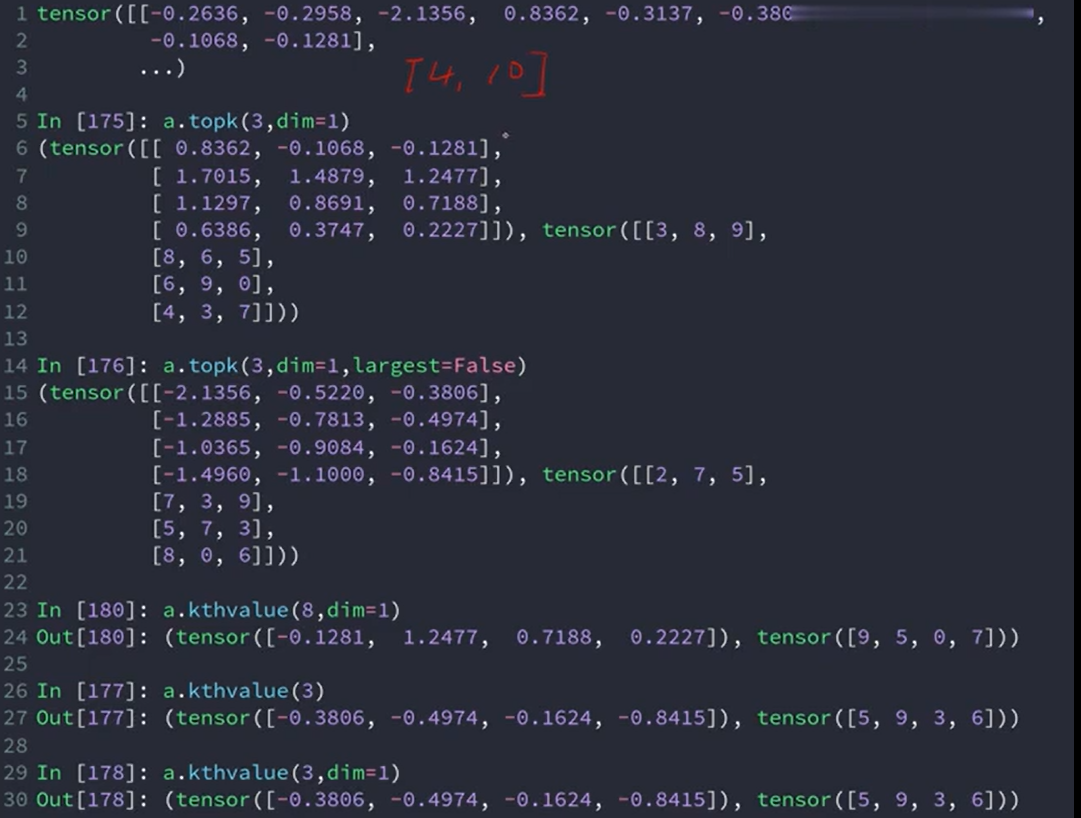 1 tensor([[-0.2636, -0.2958, -2.1356,  0.8362, -0.3137, -0.380 ,
2 -0.1068, -0.1281],
3 ...)
[4, 10]
4
5 In [175]: a.topk(3,dim=1)
6 (tensor([[ 0.8362, -0.1068, -0.1281],
7 [ 1.7015,  1.4879,  1.2477],
8 [ 1.1297,  0.8691,  0.7188],
9 [ 0.6386,  0.3747,  0.2227]]), tensor([[3, 8, 9],
10 [8, 6, 5],
11 [6, 9, 0],
12 [4, 3, 7]]))
13
14 In [176]: a.topk(3,dim=1,largest=False)
15 (tensor([[-2.1356, -0.5220, -0.3806],
16 [-1.2885, -0.7813, -0.4974],
17 [-1.0365, -0.9084, -0.1624],
18 [-1.4960, -1.1000, -0.8415]]), tensor([[2, 7, 5],
19 [7, 3, 9],
20 [5, 7, 3],
21 [8, 0, 6]]))
22
23 In [180]: a.kthvalue(8,dim=1)
24 Out[180]: (tensor([-0.1281,  1.2477,  0.7188,  0.2227]), tensor([9, 5, 0, 7]))
25
26 In [177]: a.kthvalue(3)
27 Out[177]: (tensor([-0.3806, -0.4974, -0.1624, -0.8415]), tensor([5, 9, 3, 6]))
28
29 In [178]: a.kthvalue(3,dim=1)
30 Out[178]: (tensor([-0.3806, -0.4974, -0.1624, -0.8415]), tensor([5, 9, 3, 6]))